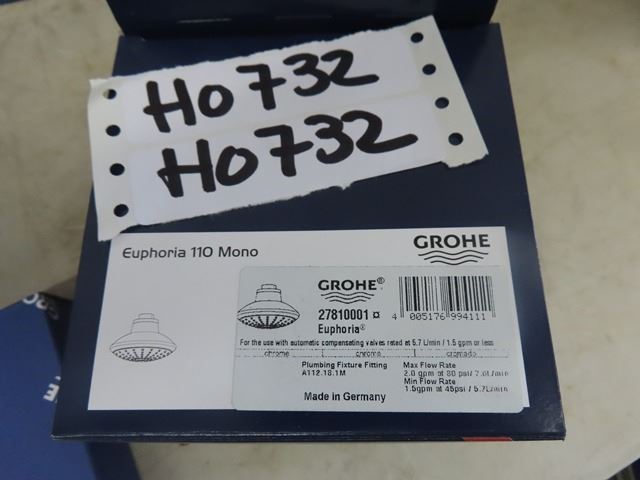 HO732
HO732
Euphoria 110 Mono
GROHE
GROHE®
27810001 ¤
Euphoria®
4 005176 994111
For the use with automatic compensating valves rated at 5.7 L/min / 1.5 gpm or less
chrome chrome cromado
Plumbing Fixture Fitting
A112.18.1M
Max Flow Rate
2.0 gpm at 80 psi/ 7.6L/min
Min Flow Rate
1.5gpm at 45psi / 5.7L/min
Made in Germany